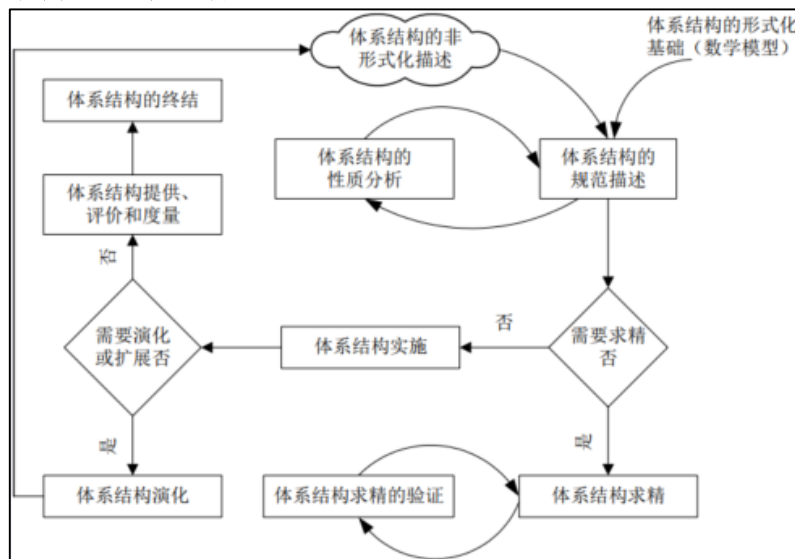 体系结构的非
形式化描述
体系结构的形式化
基础（数学模型）
体系结构的终结
体系结构的
性质分析
体系结构的
规范描述
体系结构提供、
评价和度量
否
需要演化
或扩展否
体系结构实施
否
需要求精
否
是
是
体系结构演化
体系结构求精的验证
体系结构求精